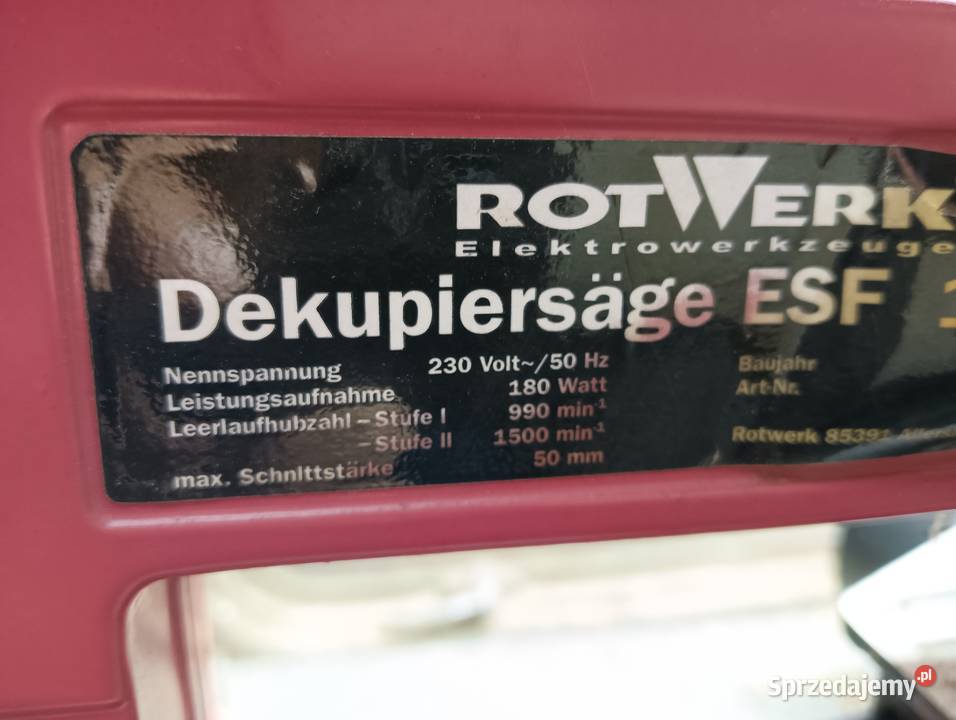 ROTWERK
Elektrowerkzeuge
Dekupiersäge ESF
Nennspannung 230 Volt~/50 Hz
Leistungsaufnahme 180 Watt
Leerlaufhubzahl – Stufe I 990 min⁻¹
– Stufe II 1500 min⁻¹
max. Schnittstärke 50 mm
Baujahr
Art-Nr.
Rotwerk 85391
Sprzedajemy.pl